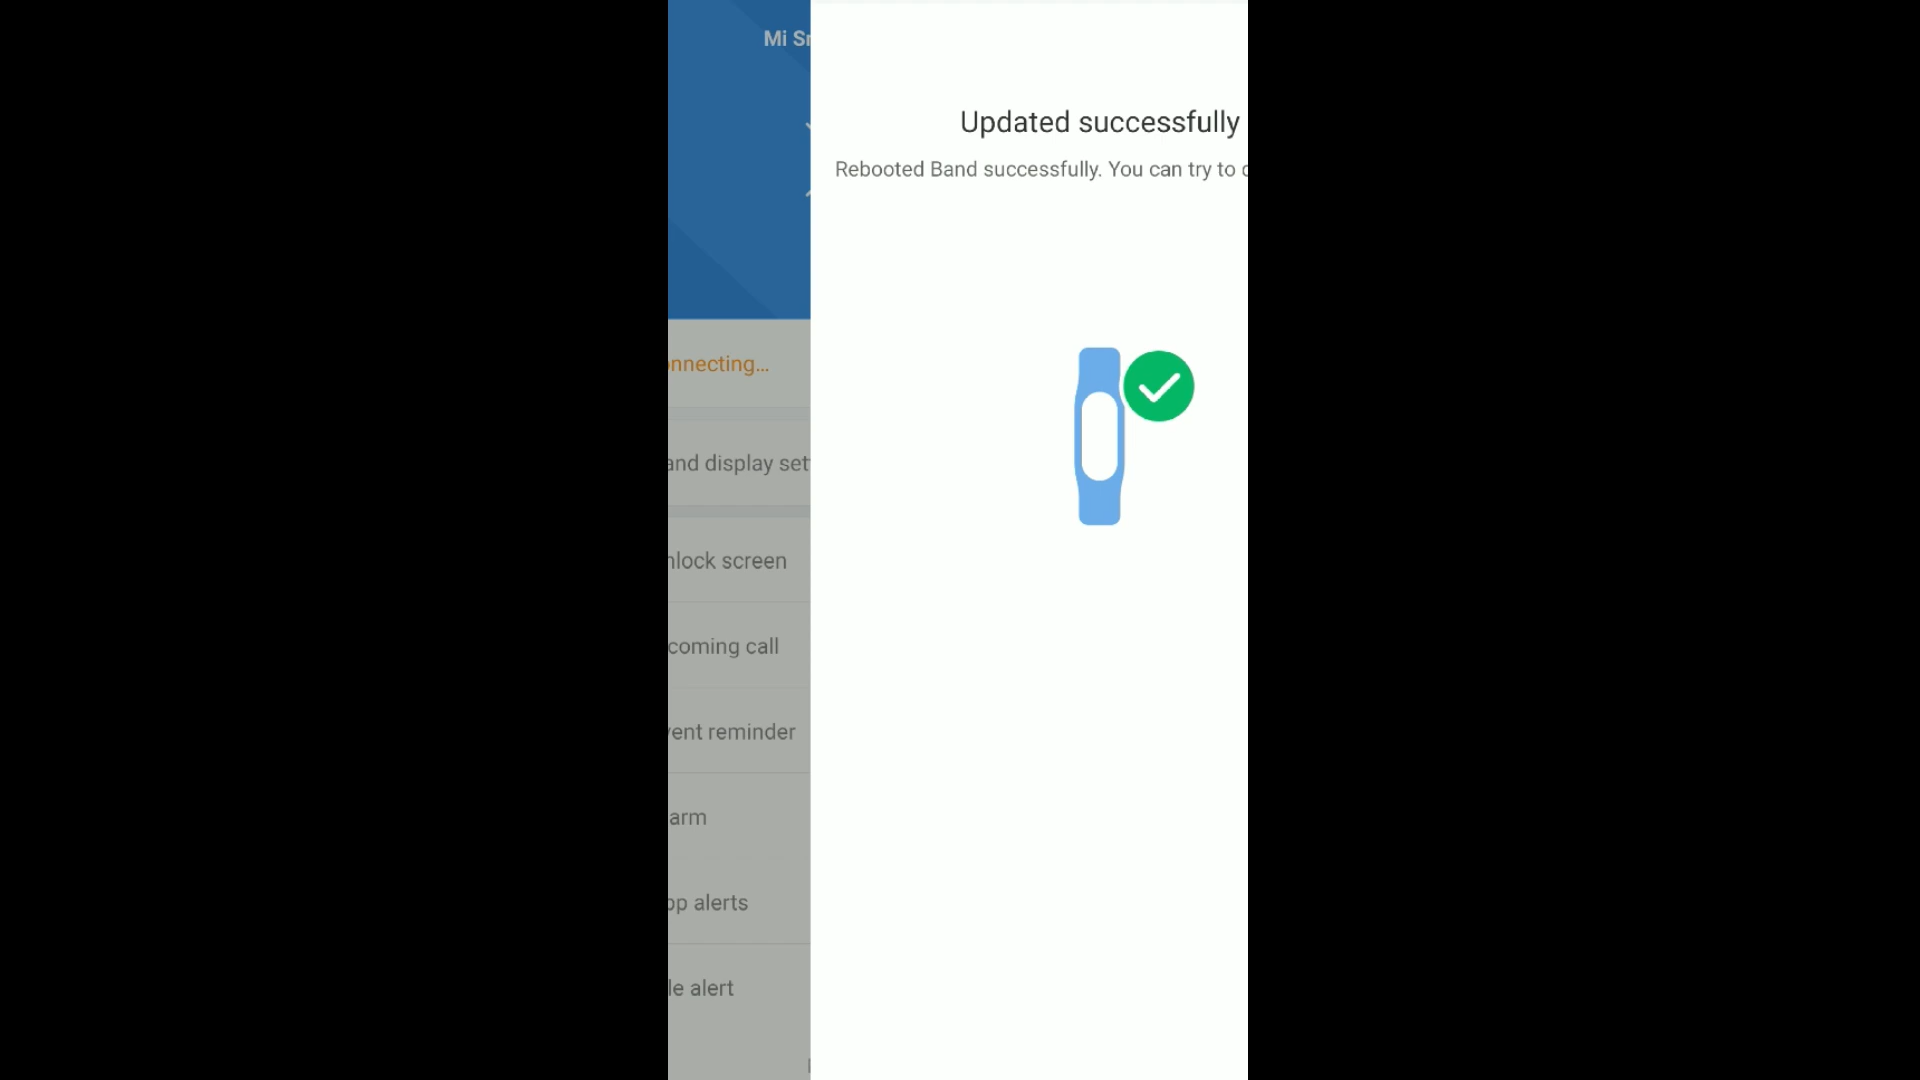 Mi
Updated successfully
Rebooted Band successfully. You can try to
nnecting...
and display set
lock screen
coming call
ent reminder
arm
pp alerts
le alert